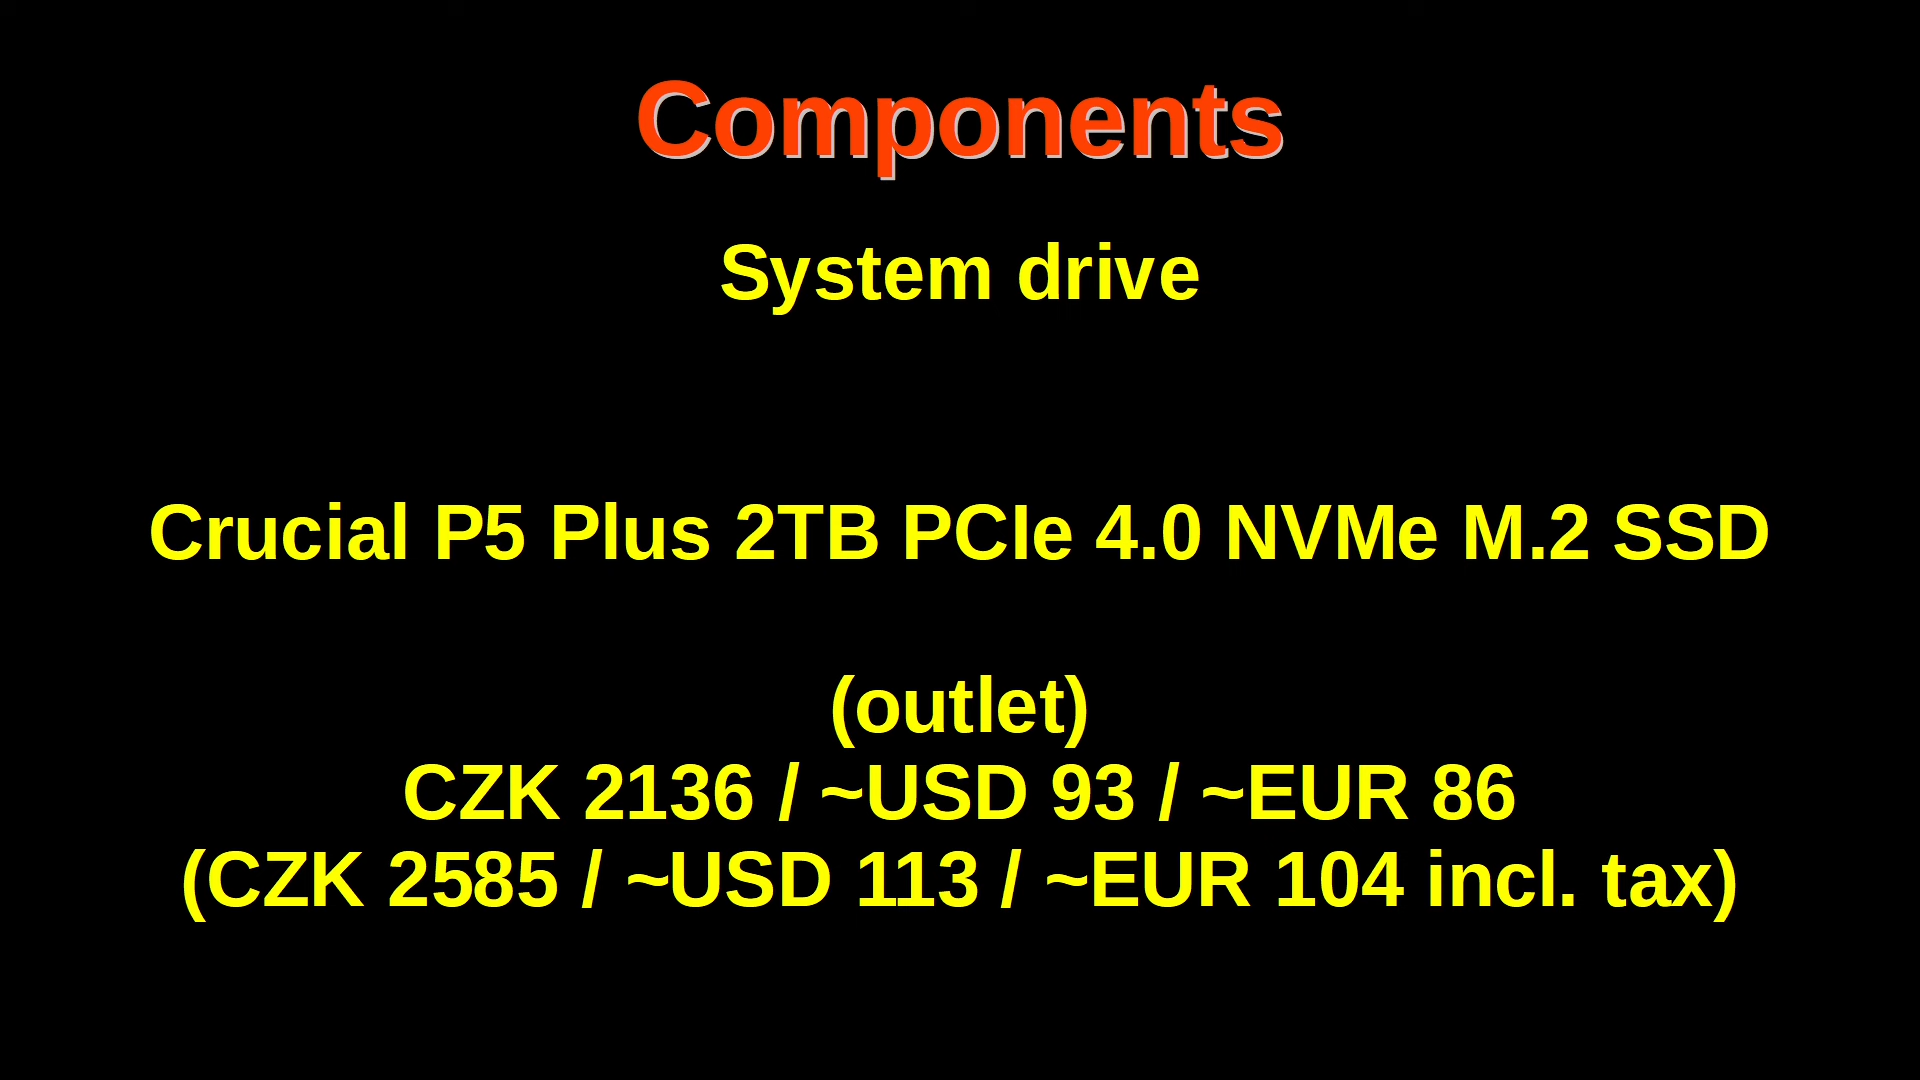 Components
System drive
Crucial P5 Plus 2TB PCIe 4.0 NVMe M.2 SSD
(outlet)
CZK 2136 / ~USD 93 / ~EUR 86
(CZK 2585 / ~USD 113 / ~EUR 104 incl. tax)